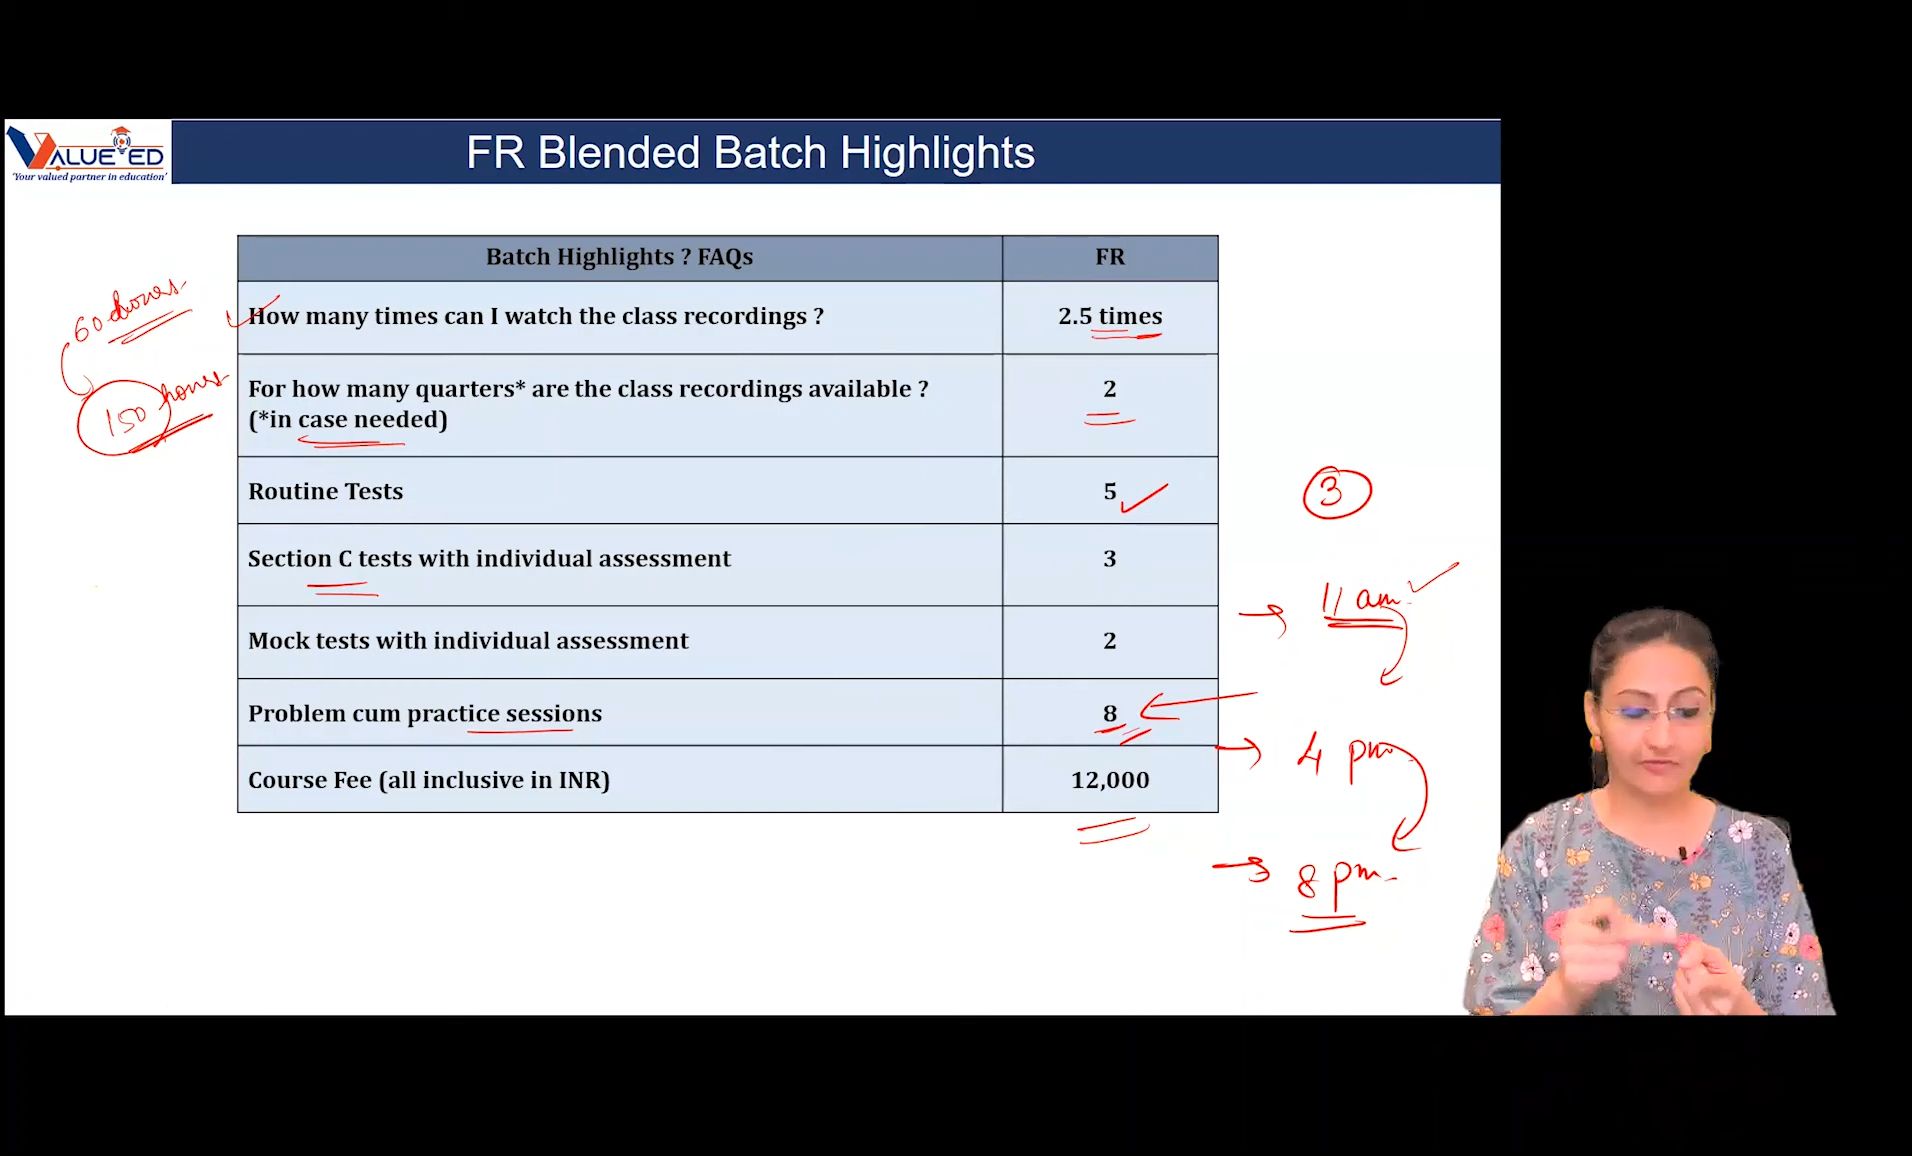 VALUE ED
'Your valued partner in education'
FR Blended Batch Highlights
Batch Highlights ? FAQs FR
How many times can I watch the class recordings ? 2.5 times
For how many quarters* are the class recordings available ? 2
(*in case needed)
Routine Tests 5
Section C tests with individual assessment 3
Mock tests with individual assessment 2
Problem cum practice sessions 8
Course Fee (all inclusive in INR) 12,000
60 hours
150 hours
3
11 am.
4 pm
8 pm.